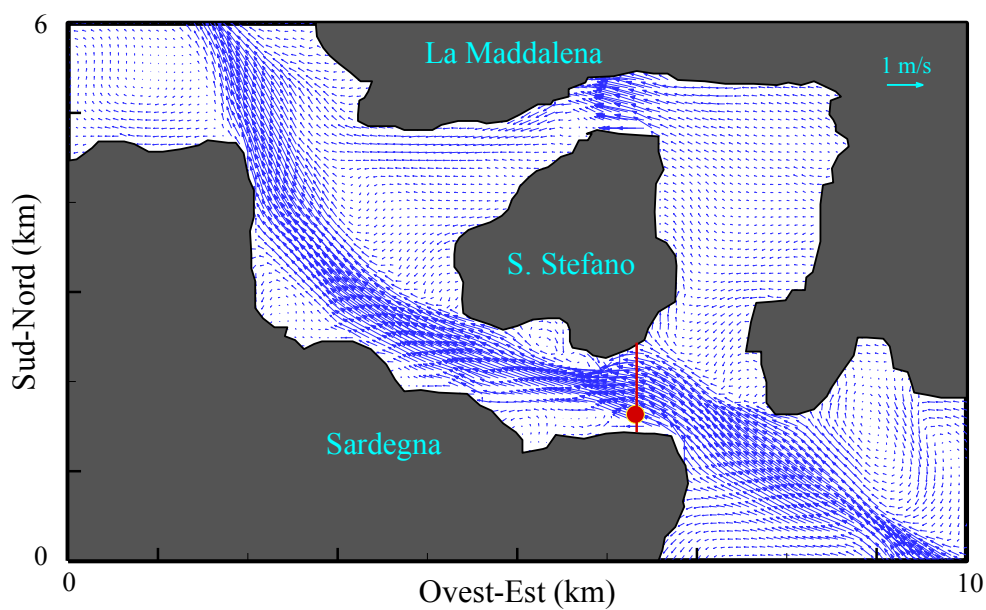 6
La Maddalena
1 m/s
Sud-Nord (km)
S. Stefano
Sardegna
0
0
Ovest-Est (km)
10